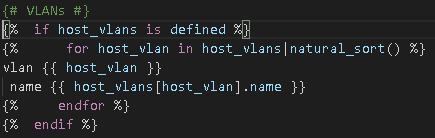 {# VLANs #}
{%  if host_vlans is defined %}
{%      for host_vlan in host_vlans|natural_sort() %}
vlan {{ host_vlan }}
 name {{ host_vlans[host_vlan].name }}
{%     endfor %}
{%  endif %}